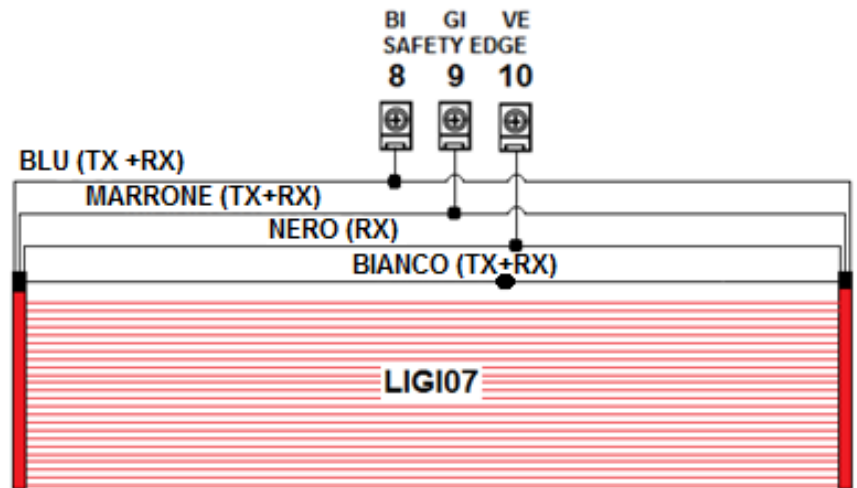 BI GI VE
SAFETY EDGE
8 9 10
BLU (TX +RX)
MARRONE (TX+RX)
NERO (RX)
BIANCO (TX+RX)
LIGI07